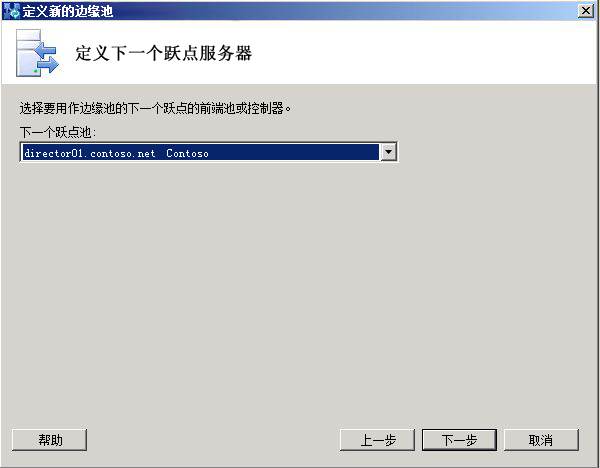 定义新的边缘池
定义下一个跃点服务器
选择要用作边缘池的下一个跃点的前端池或控制器。
下一个跃点池:
director01.contoso.net Contoso
帮助
上一步
下一步
取消